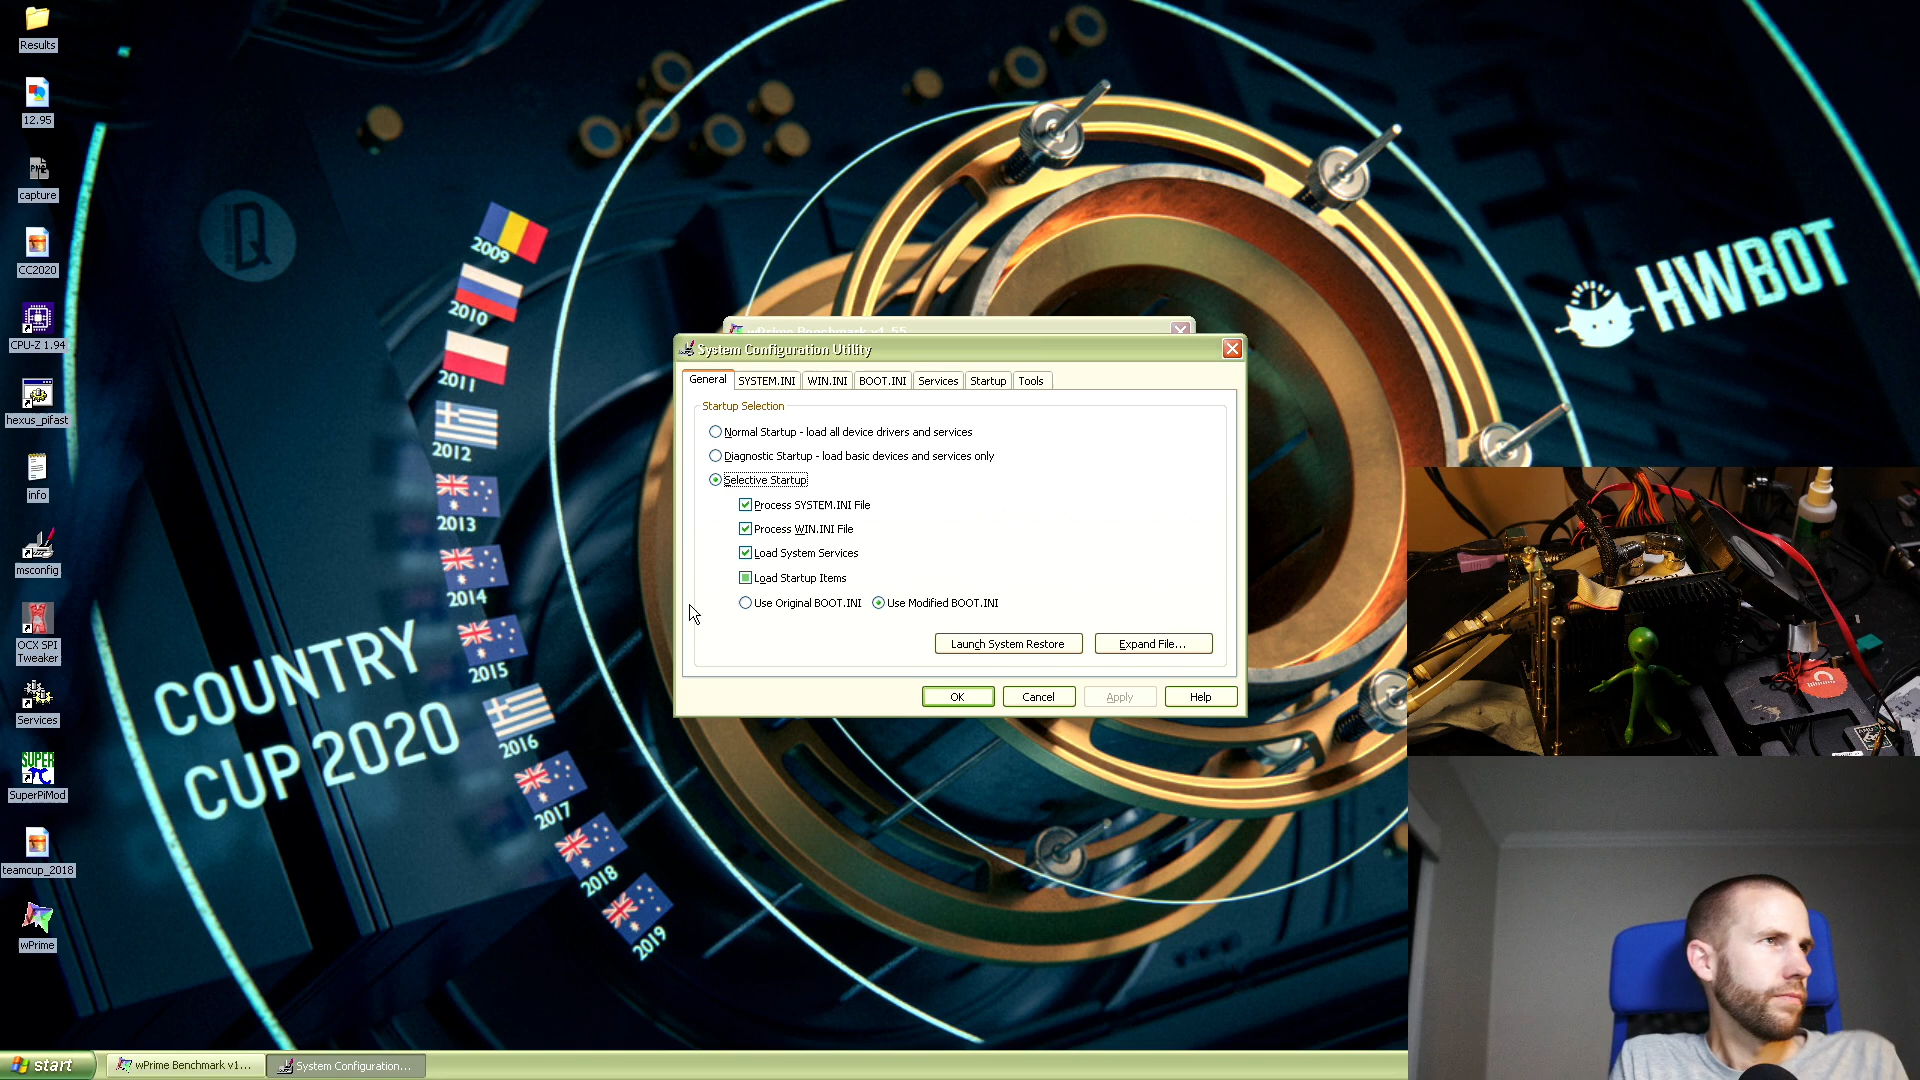 Results
12.95
capture
CC2020
CPU-Z 1.94
hexus_pifast
info
msconfig
OCX SPI
Tweaker
Services
SUPER
SuperPiMod
teamcup_2018
wPrime
2009
2010
2011
2012
2013
2014
2015
2016
2017
2018
2019
COUNTRY
CUP 2020
HWBOT
wPrime Benchmark v1.55
System Configuration Utility
General
SYSTEM.INI
WIN.INI
BOOT.INI
Services
Startup
Tools
Startup Selection
Normal Startup - load all device drivers and services
Diagnostic Startup - load basic devices and services only
Selective Startup
Process SYSTEM.INI File
Process WIN.INI File
Load System Services
Load Startup Items
Use Original BOOT.INI
Use Modified BOOT.INI
Launch System Restore
Expand File...
OK
Cancel
Apply
Help
start
wPrime Benchmark v1...
System Configuration...